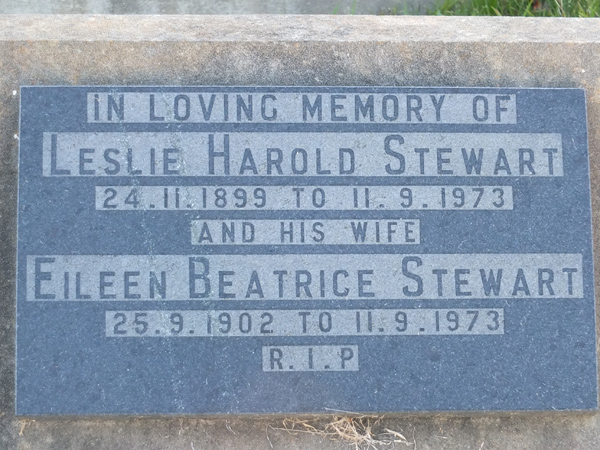 IN LOVING MEMORY OF
LESLIE HAROLD STEWART
24.11.1899 TO 11.9.1973
AND HIS WIFE
EILEEN BEATRICE STEWART
25.9.1902 TO 11.9.1973
R.I.P